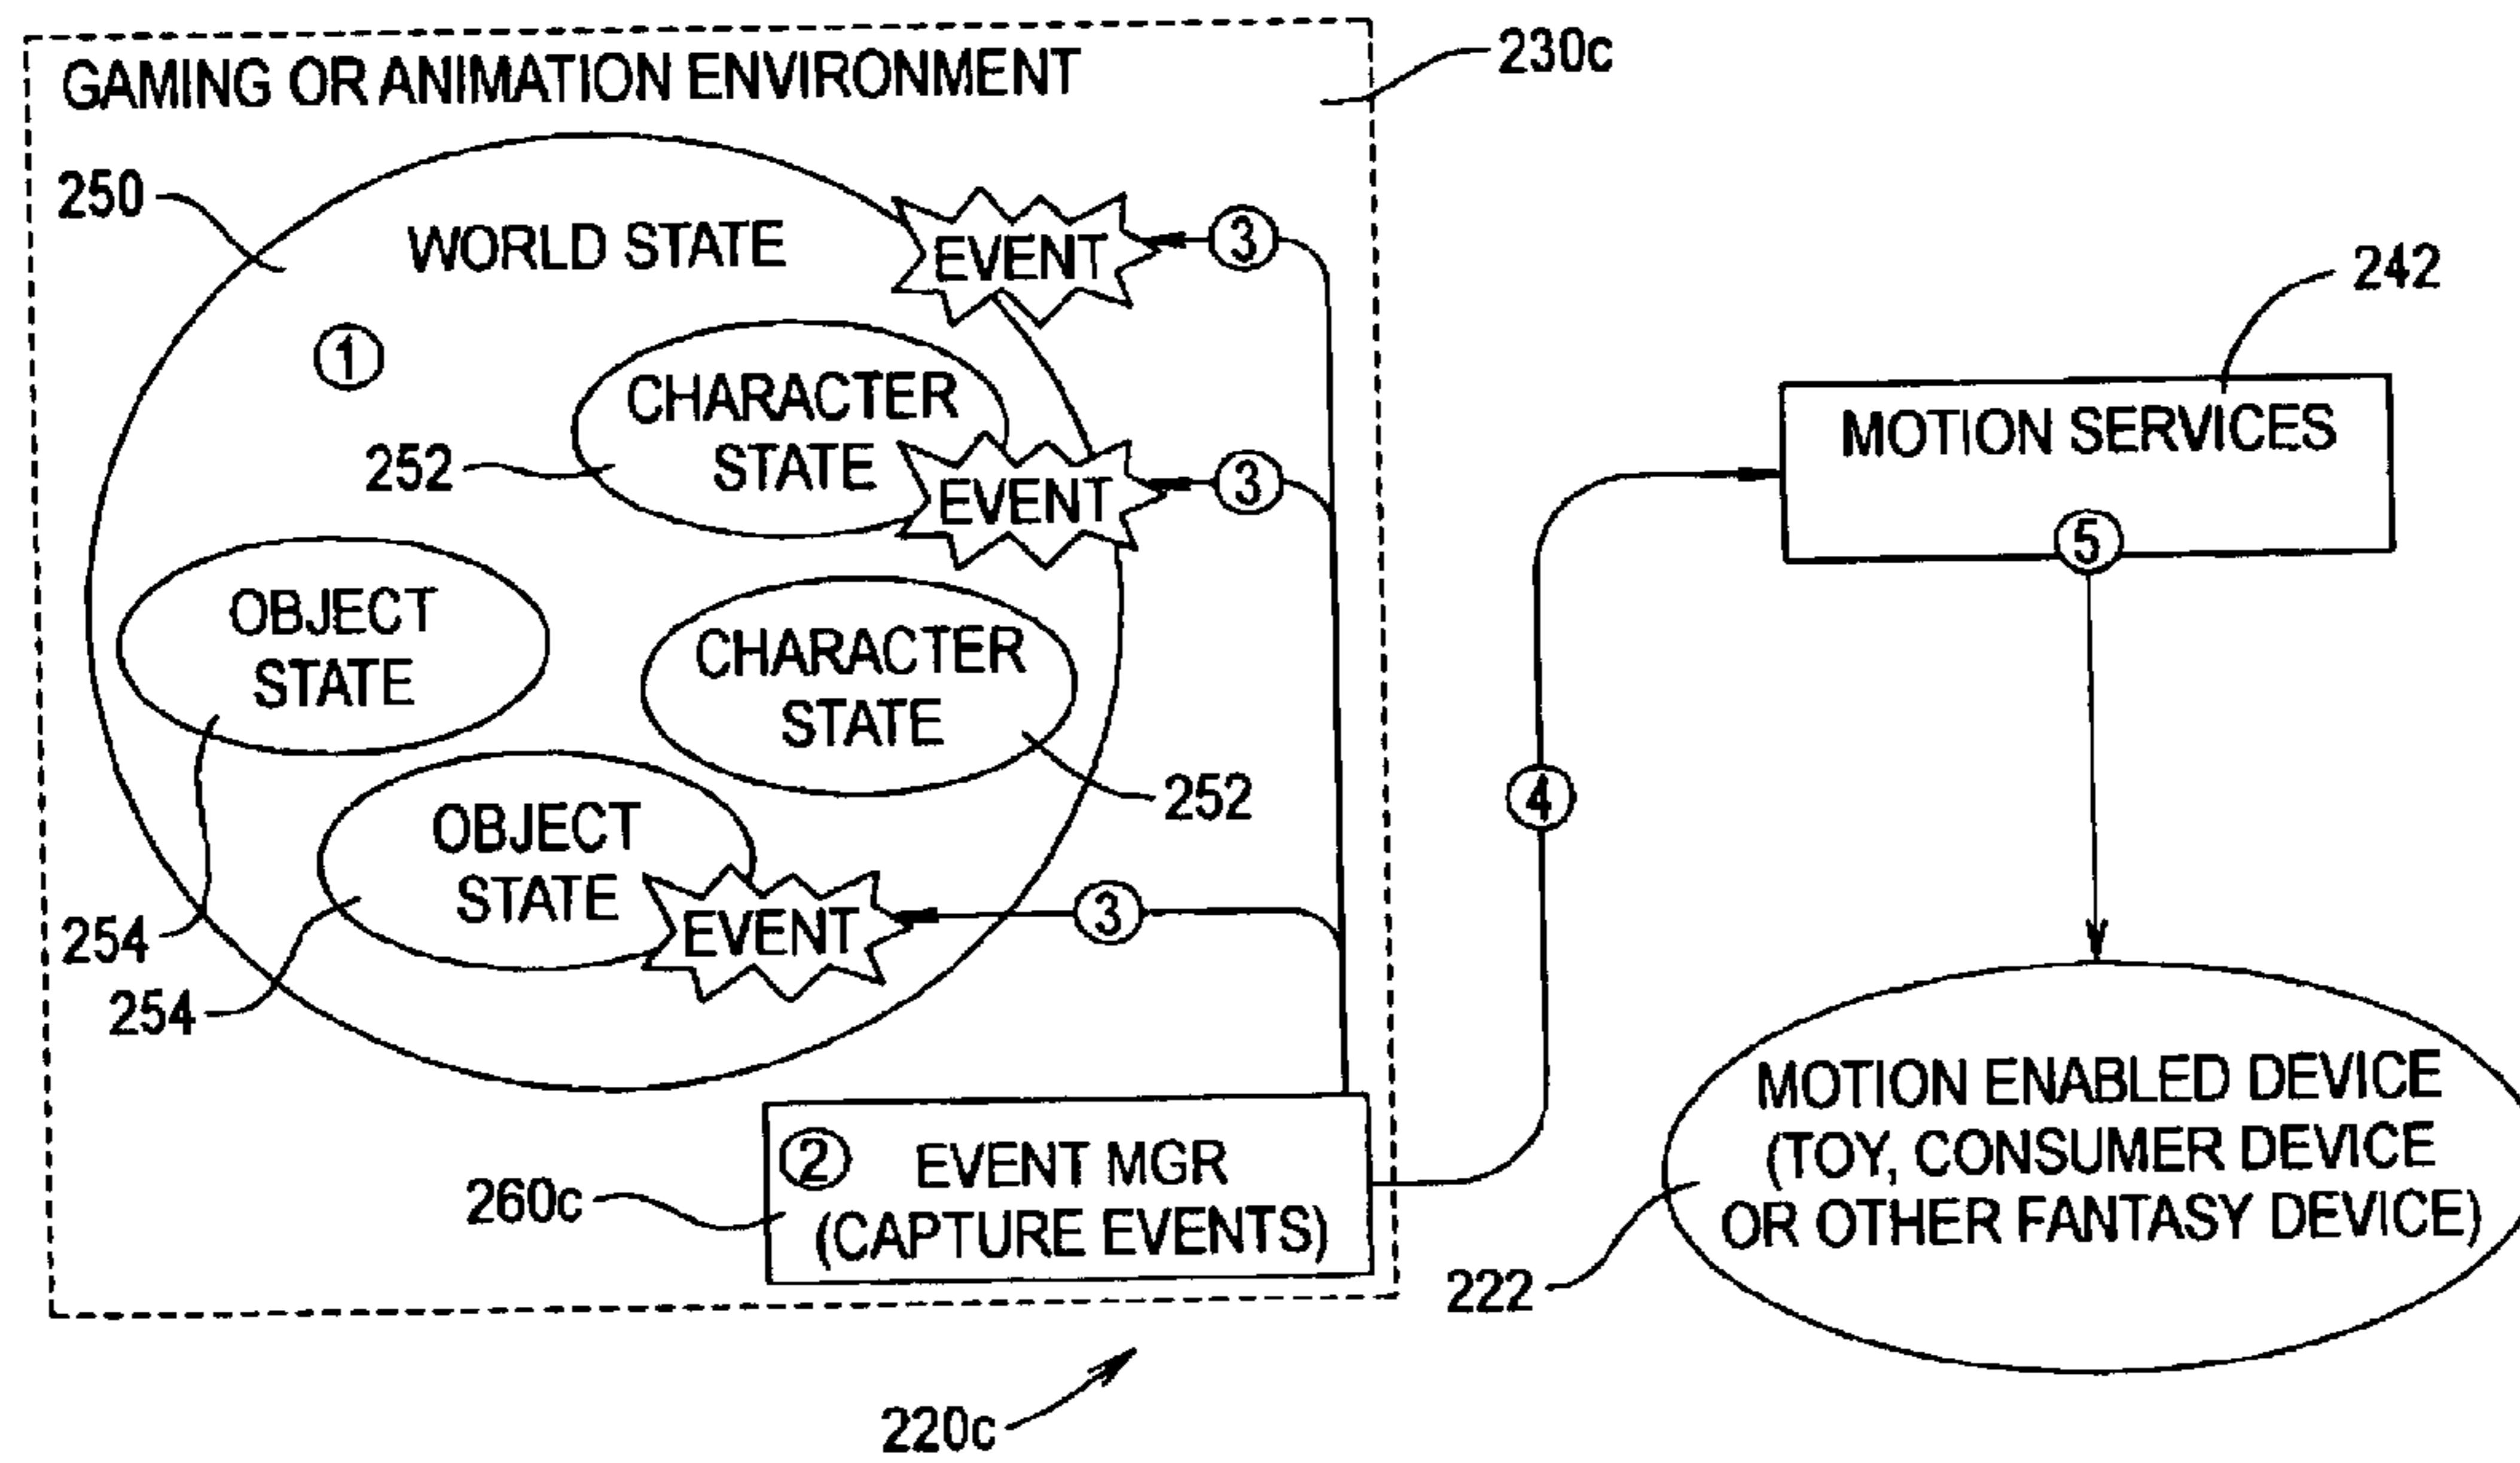 GAMING OR ANIMATION ENVIRONMENT
230c
250
WORLD STATE
EVENT
3
242
1
CHARACTER
STATE
252
EVENT
3
MOTION SERVICES
5
OBJECT
STATE
CHARACTER
STATE
252
4
OBJECT
STATE
254
EVENT
3
254
2
EVENT MGR
(CAPTURE EVENTS)
260c
MOTION ENABLED DEVICE
(TOY, CONSUMER DEVICE
OR OTHER FANTASY DEVICE)
222
220c